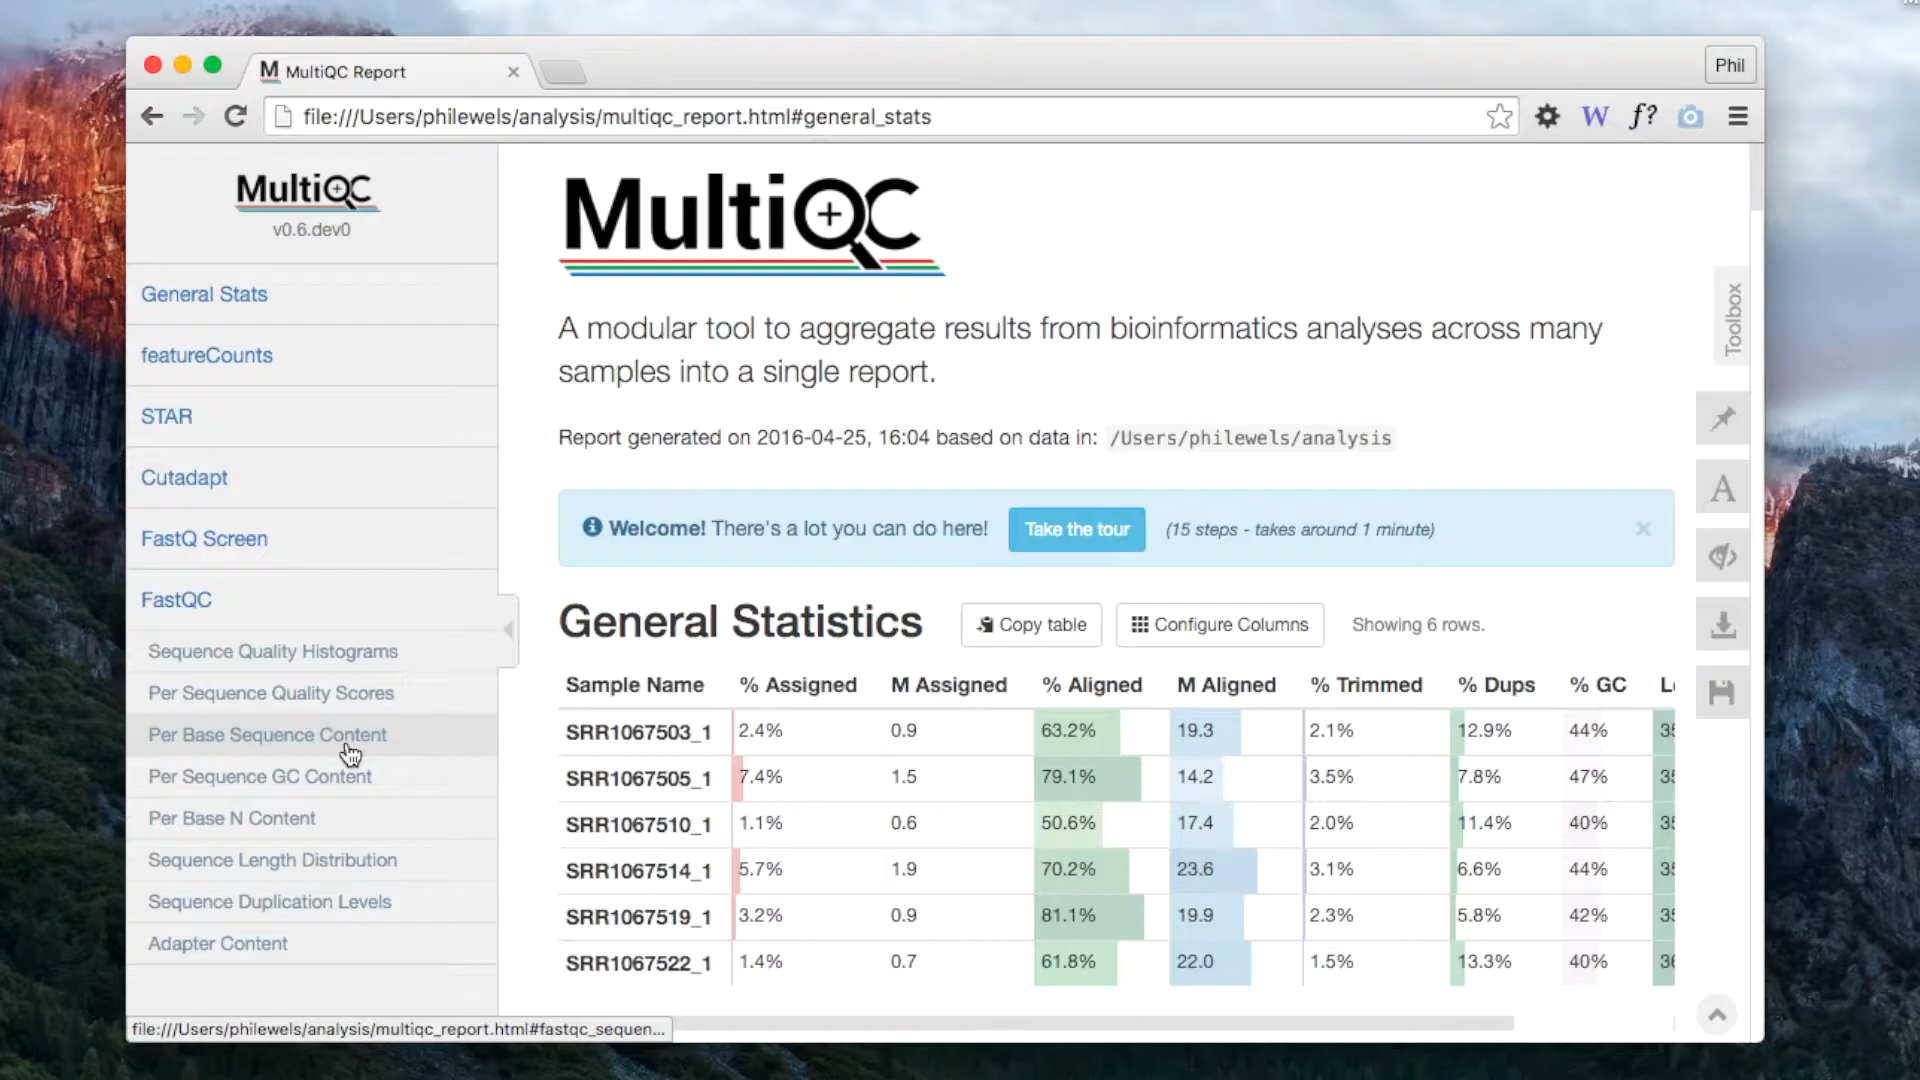 MultiQC Report
Phil
file:///Users/philewels/analysis/multiqc_report.html#general_stats
W f?
MultiQC
v0.6.dev0
General Stats
featureCounts
STAR
Cutadapt
FastQ Screen
FastQC
Sequence Quality Histograms
Per Sequence Quality Scores
Per Base Sequence Content
Per Sequence GC Content
Per Base N Content
Sequence Length Distribution
Sequence Duplication Levels
Adapter Content
file:///Users/philewels/analysis/multiqc_report.html#fastqc_sequen...
MultiQC
A modular tool to aggregate results from bioinformatics analyses across many
samples into a single report.
Report generated on 2016-04-25, 16:04 based on data in: /Users/philewels/analysis
Welcome! There's a lot you can do here! Take the tour (15 steps - takes around 1 minute) ×
General Statistics Copy table Configure Columns Showing 6 rows.
Sample Name % Assigned M Assigned % Aligned M Aligned % Trimmed % Dups % GC
SRR1067503_1 2.4% 0.9 63.2% 19.3 2.1% 12.9% 44%
SRR1067505_1 7.4% 1.5 79.1% 14.2 3.5% 7.8% 47%
SRR1067510_1 1.1% 0.6 50.6% 17.4 2.0% 11.4% 40%
SRR1067514_1 5.7% 1.9 70.2% 23.6 3.1% 6.6% 44%
SRR1067519_1 3.2% 0.9 81.1% 19.9 2.3% 5.8% 42%
SRR1067522_1 1.4% 0.7 61.8% 22.0 1.5% 13.3% 40%
Toolbox
A